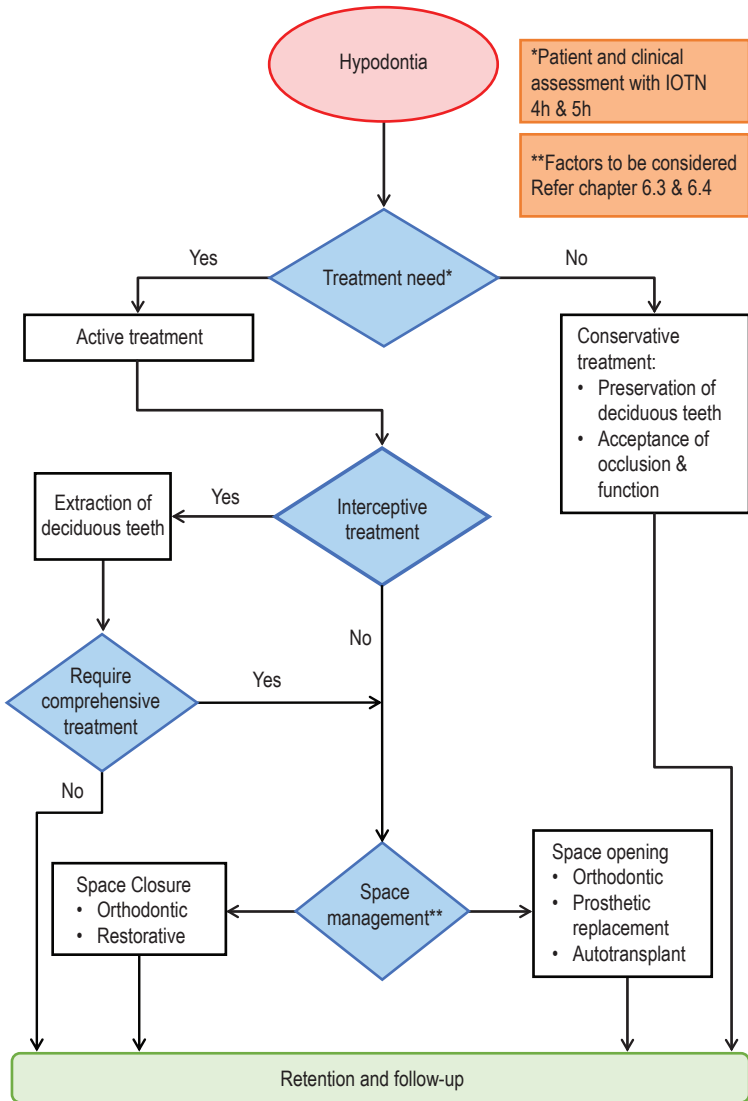 Hypodontia
*Patient and clinical
assessment with IOTN
4h & 5h
**Factors to be considered
Refer chapter 6.3 & 6.4
Yes
Treatment need*
No
Active treatment
Conservative
treatment:
• Preservation of
deciduous teeth
• Acceptance of
occlusion &
function
Extraction of
deciduous teeth
Yes
Interceptive
treatment
No
Require
comprehensive
treatment
Yes
No
Space Closure
• Orthodontic
• Restorative
Space
management**
Space opening
• Orthodontic
• Prosthetic
replacement
• Autotransplant
Retention and follow-up